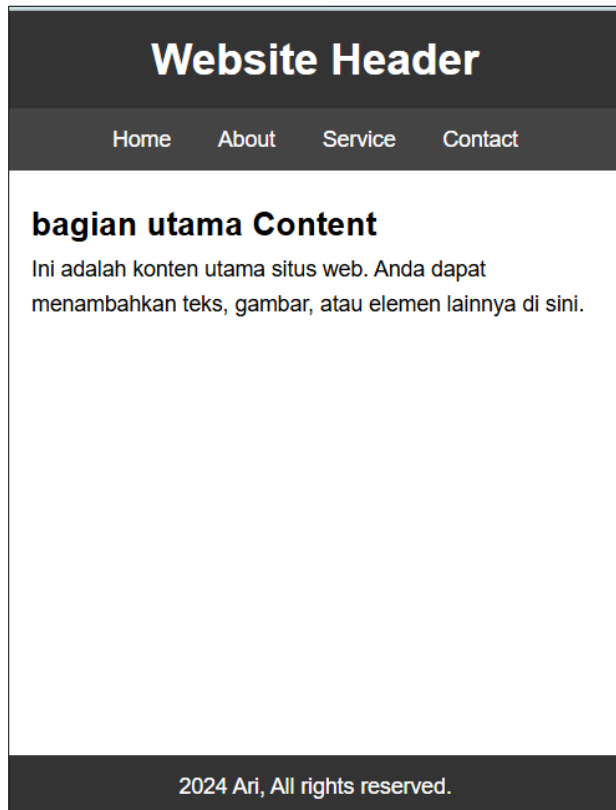 Website Header
Home About Service Contact
bagian utama Content
Ini adalah konten utama situs web. Anda dapat
menambahkan teks, gambar, atau elemen lainnya di sini.
2024 Ari, All rights reserved.